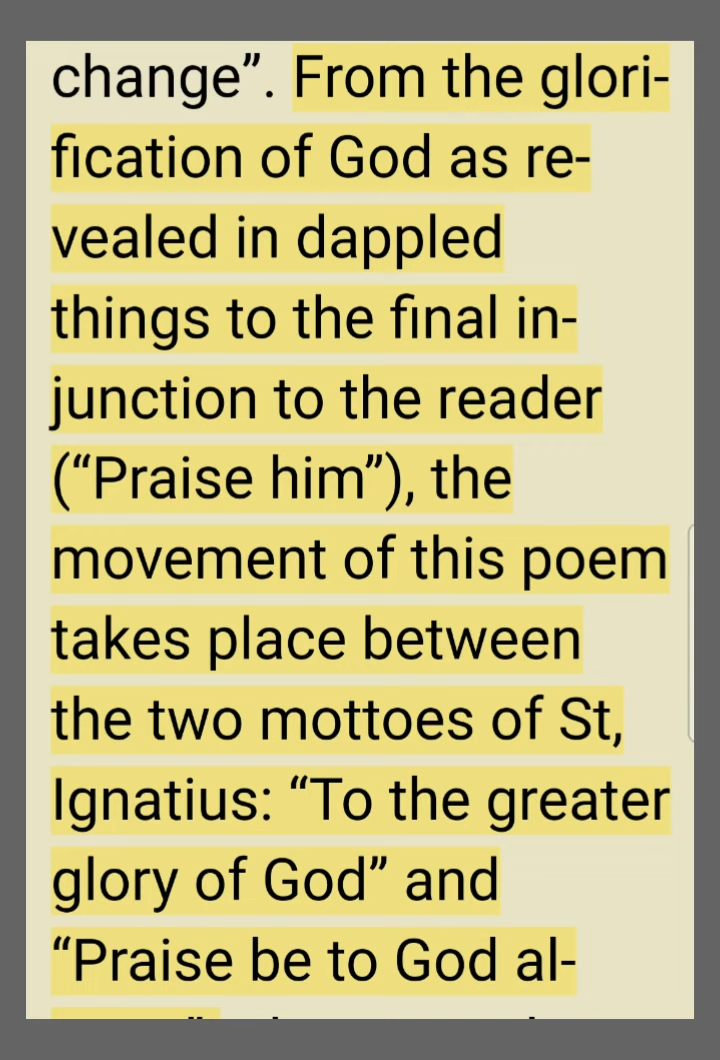 change”. From the glori-
fication of God as re-
vealed in dappled
things to the final in-
junction to the reader
(“Praise him”), the
movement of this poem
takes place between
the two mottoes of St,
Ignatius: “To the greater
glory of God” and
“Praise be to God al-